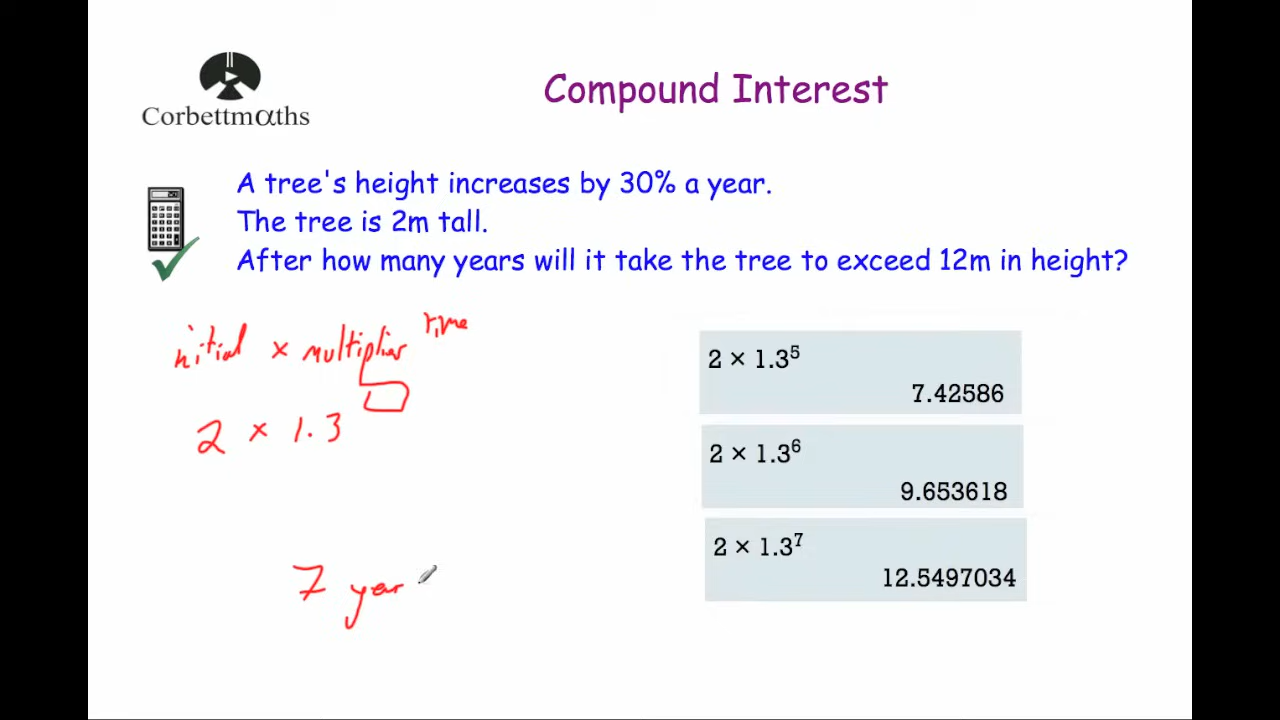 Corbettmαths
Compound Interest
A tree's height increases by 30% a year.
The tree is 2m tall.
After how many years will it take the tree to exceed 12m in height?
initial × multiplier ^time
2 × 1.3
7 year
2 × 1.3⁵
7.42586
2 × 1.3⁶
9.653618
2 × 1.3⁷
12.5497034